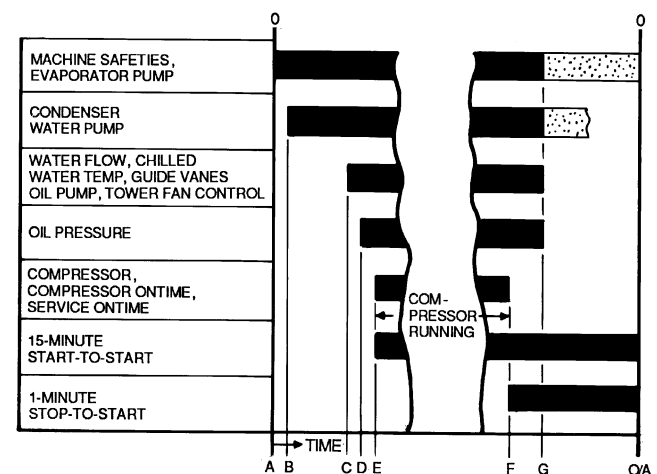 0
0
MACHINE SAFETIES,
EVAPORATOR PUMP
CONDENSER
WATER PUMP
WATER FLOW, CHILLED
WATER TEMP, GUIDE VANES
OIL PUMP, TOWER FAN CONTROL
OIL PRESSURE
COMPRESSOR,
COMPRESSOR ONTIME,
SERVICE ONTIME
COM-
PRESSOR
RUNNING
15-MINUTE
START-TO-START
1-MINUTE
STOP-TO-START
TIME
A B C D E F G O/A